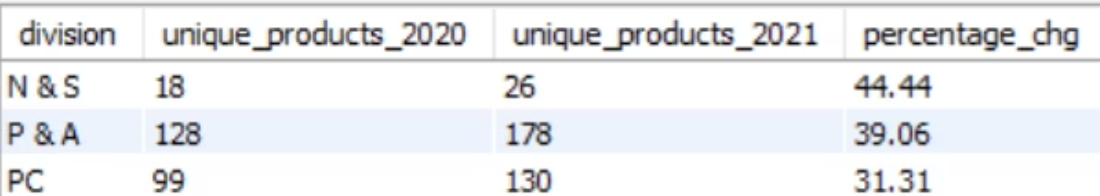 division unique_products_2020 unique_products_2021 percentage_chg
N & S 18 26 44.44
P & A 128 178 39.06
PC 99 130 31.31